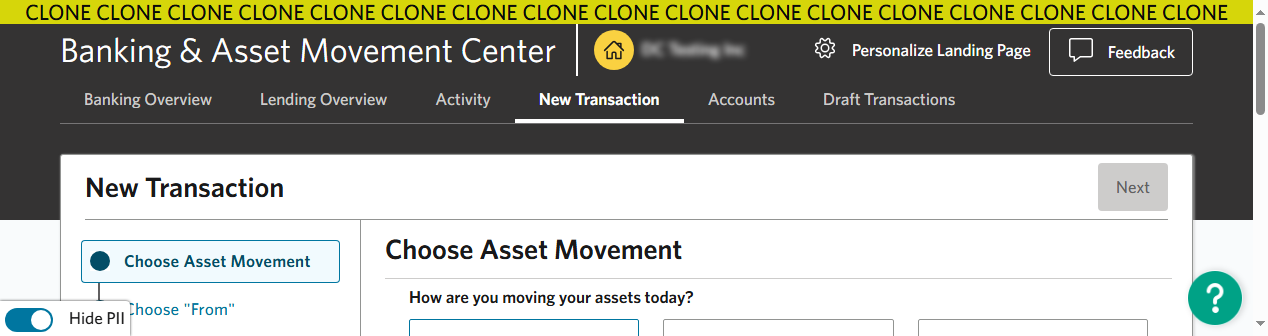 CLONE CLONE CLONE CLONE CLONE CLONE CLONE CLONE CLONE CLONE CLONE CLONE CLONE CLONE CLONE CLONE CLONE
Banking & Asset Movement Center
Personalize Landing Page
Feedback
Banking Overview
Lending Overview
Activity
New Transaction
Accounts
Draft Transactions
New Transaction
Next
Choose Asset Movement
Choose "From"
Hide PII
Choose Asset Movement
How are you moving your assets today?
?